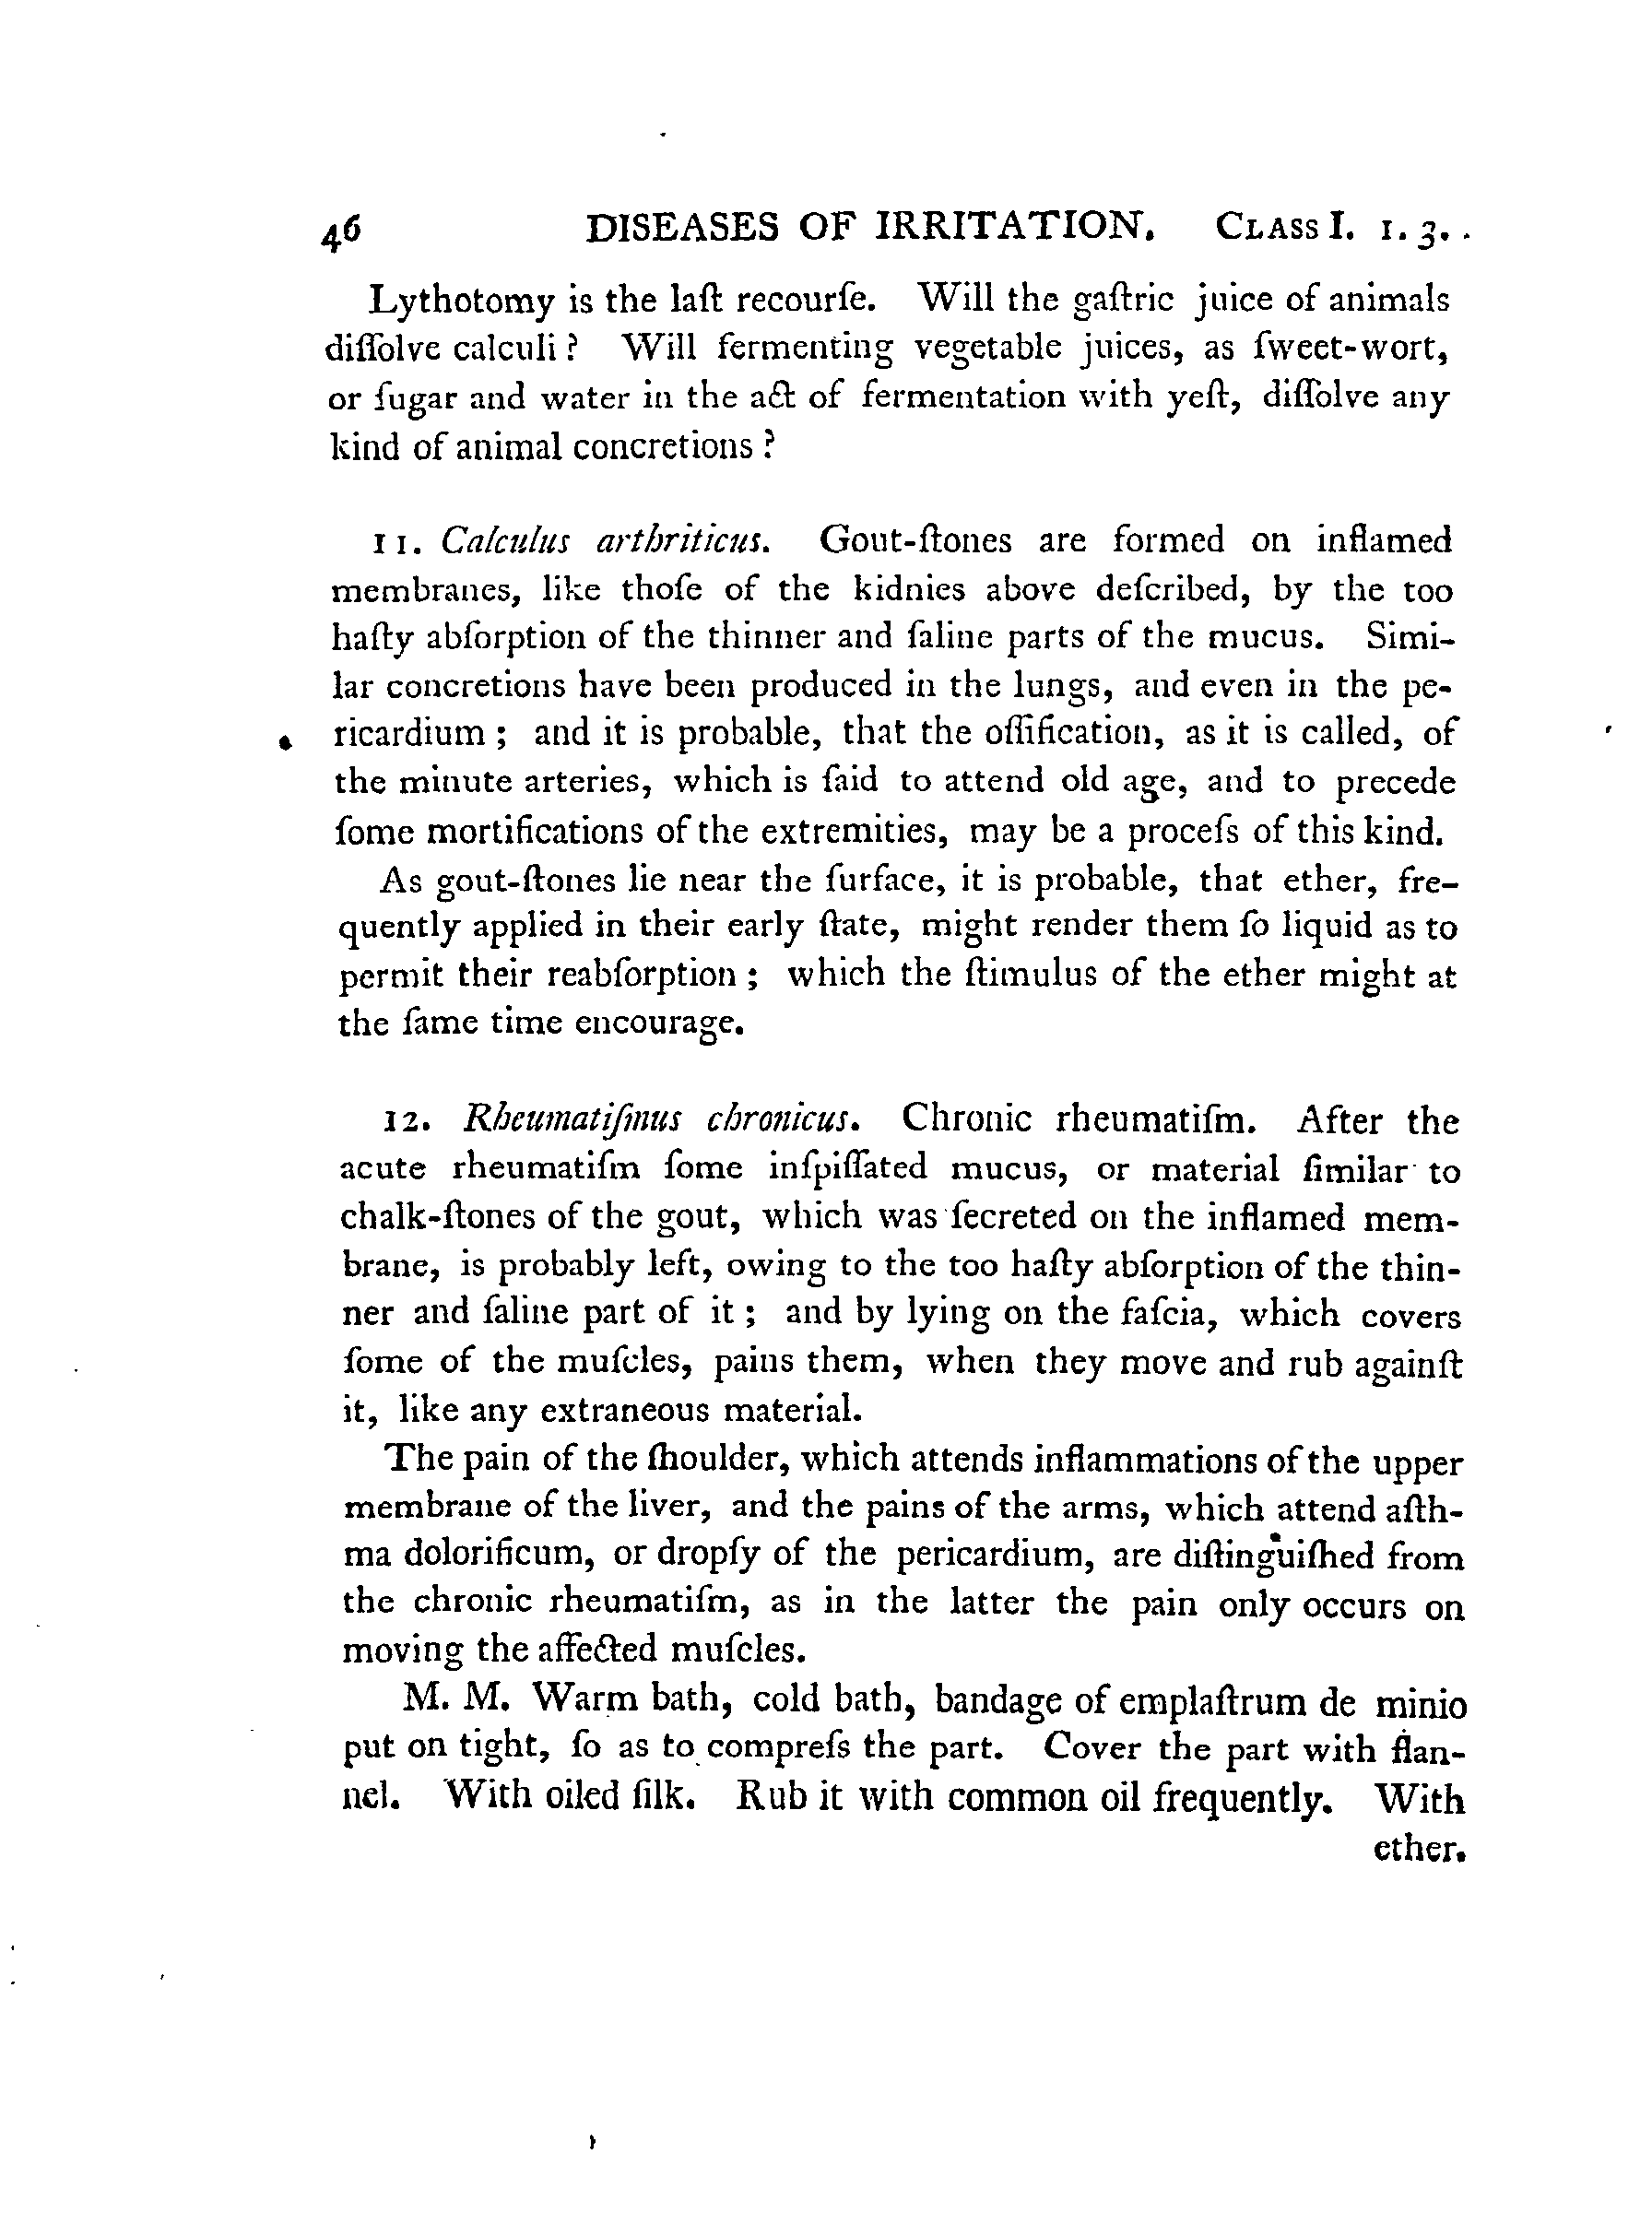 46 DISEASES OF IRRITATION. CLASS I. 1. 3.
Lythotomy is the laſt recourſe. Will the gaſtric juice of animals
diſſolve calculi? Will fermenting vegetable juices, as ſweet-wort,
or ſugar and water in the act of fermentation with yeſt, diſſolve any
kind of animal concretions?
11. Calculus arthriticus. Gout-ſtones are formed on inflamed
membranes, like thoſe of the kidnies above deſcribed, by the too
haſty abſorption of the thinner and ſaline parts of the mucus. Simi-
lar concretions have been produced in the lungs, and even in the pe-
ricardium; and it is probable, that the oſſification, as it is called, of
the minute arteries, which is ſaid to attend old age, and to precede
ſome mortifications of the extremities, may be a proceſs of this kind.
As gout-ſtones lie near the ſurface, it is probable, that ether, fre-
quently applied in their early ſtate, might render them ſo liquid as to
permit their reabſorption; which the ſtimulus of the ether might at
the ſame time encourage.
12. Rheumatiſmus chronicus. Chronic rheumatiſm. After the
acute rheumatiſm ſome inſpiſſated mucus, or material ſimilar to
chalk-ſtones of the gout, which was ſecreted on the inflamed mem-
brane, is probably left, owing to the too haſty abſorption of the thin-
ner and ſaline part of it; and by lying on the faſcia, which covers
ſome of the muſcles, pains them, when they move and rub againſt
it, like any extraneous material.
The pain of the ſhoulder, which attends inflammations of the upper
membrane of the liver, and the pains of the arms, which attend aſth-
ma dolorificum, or dropſy of the pericardium, are diſtinguiſhed from
the chronic rheumatiſm, as in the latter the pain only occurs on
moving the affected muſcles.
M. M. Warm bath, cold bath, bandage of emplaſtrum de minio
put on tight, ſo as to compreſs the part. Cover the part with flan-
nel. With oiled ſilk. Rub it with common oil frequently. With
ether.